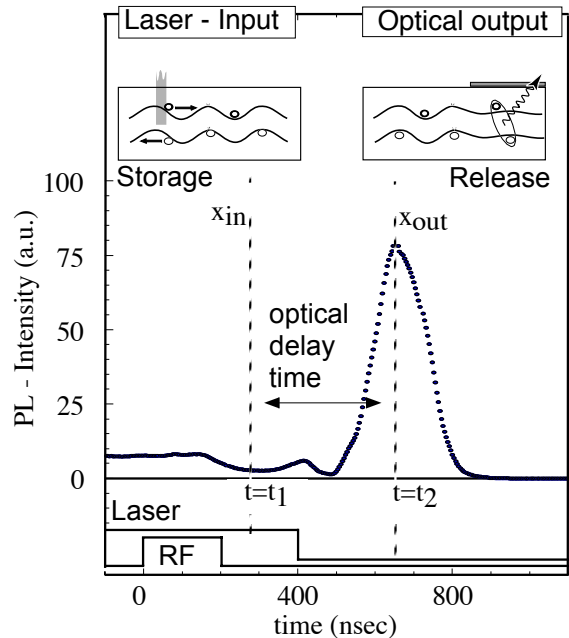 Laser - Input
Optical output
Storage
Release
x_in
x_out
PL - Intensity (a.u.)
100
75
50
25
0
optical
delay
time
t=t_1
t=t_2
Laser
RF
0
400
800
time (nsec)